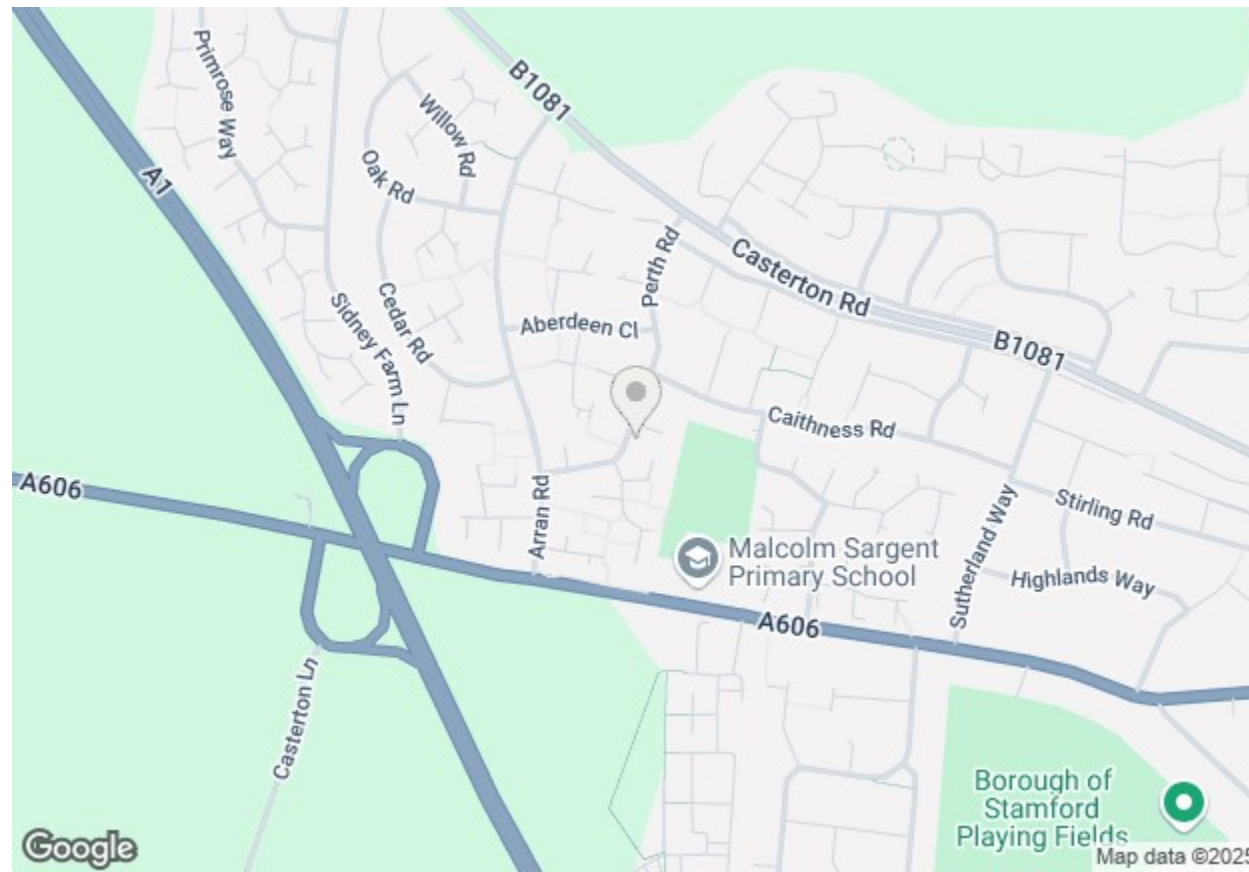 Primrose Way
B1081
Willow Rd
A1
Oak Rd
Perth Rd
Casterton Rd
Cedar Rd
Sidney Farm Ln
Aberdeen Cl
B1081
Caithness Rd
A606
Arran Rd
Stirling Rd
Sutherland Way
Malcolm Sargent
Primary School
Highlands Way
A606
Casterton Ln
Borough of
Stamford
Playing Fields
Google
Map data ©2025